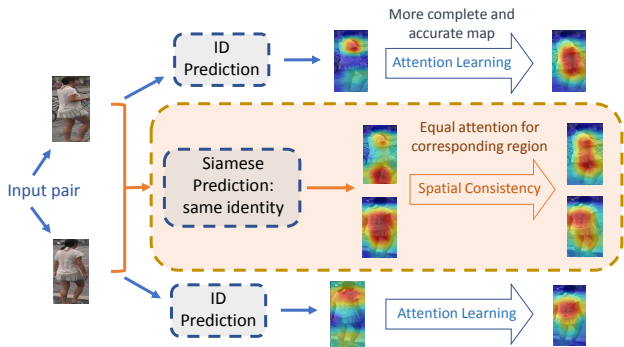 ID
Prediction
More complete and
accurate map
Attention Learning
Input pair
Siamese
Prediction:
same identity
Equal attention for
corresponding region
Spatial Consistency
ID
Prediction
Attention Learning